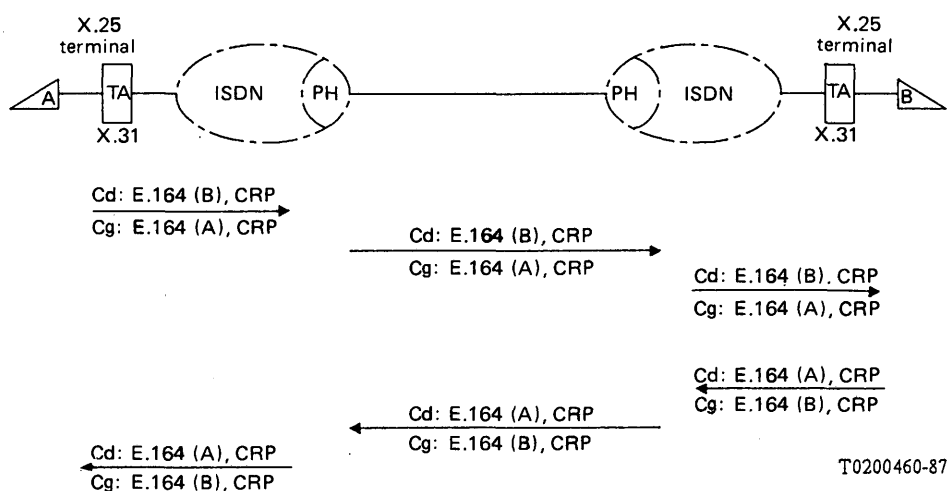 X.25
terminal
X.25
terminal
A
TA
ISDN
PH
PH
ISDN
TA
B
X.31
X.31
Cd: E.164 (B), CRP
Cg: E.164 (A), CRP
Cd: E.164 (B), CRP
Cg: E.164 (A), CRP
Cd: E.164 (B). CRP
Cg: E.164 (A), CRP
Cd: E.164 (A), CRP
Cg: E.164 (B), CRP
Cd: E.164 (A), CRP
Cg: E.164 (B), CRP
Cd: E.164 (A), CRP
Cg: E.164 (B), CRP
T0200460-87